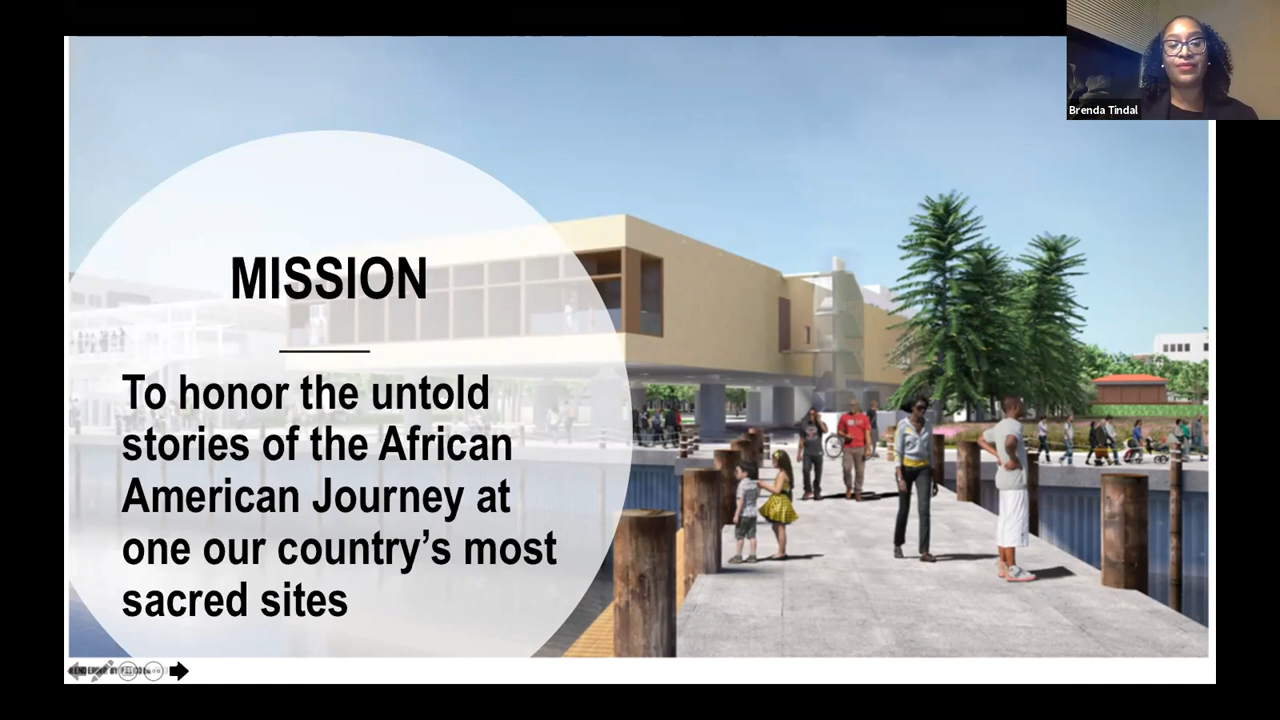 Brenda Tindal
MISSION
To honor the untold
stories of the African
American Journey at
one our country’s most
sacred sites